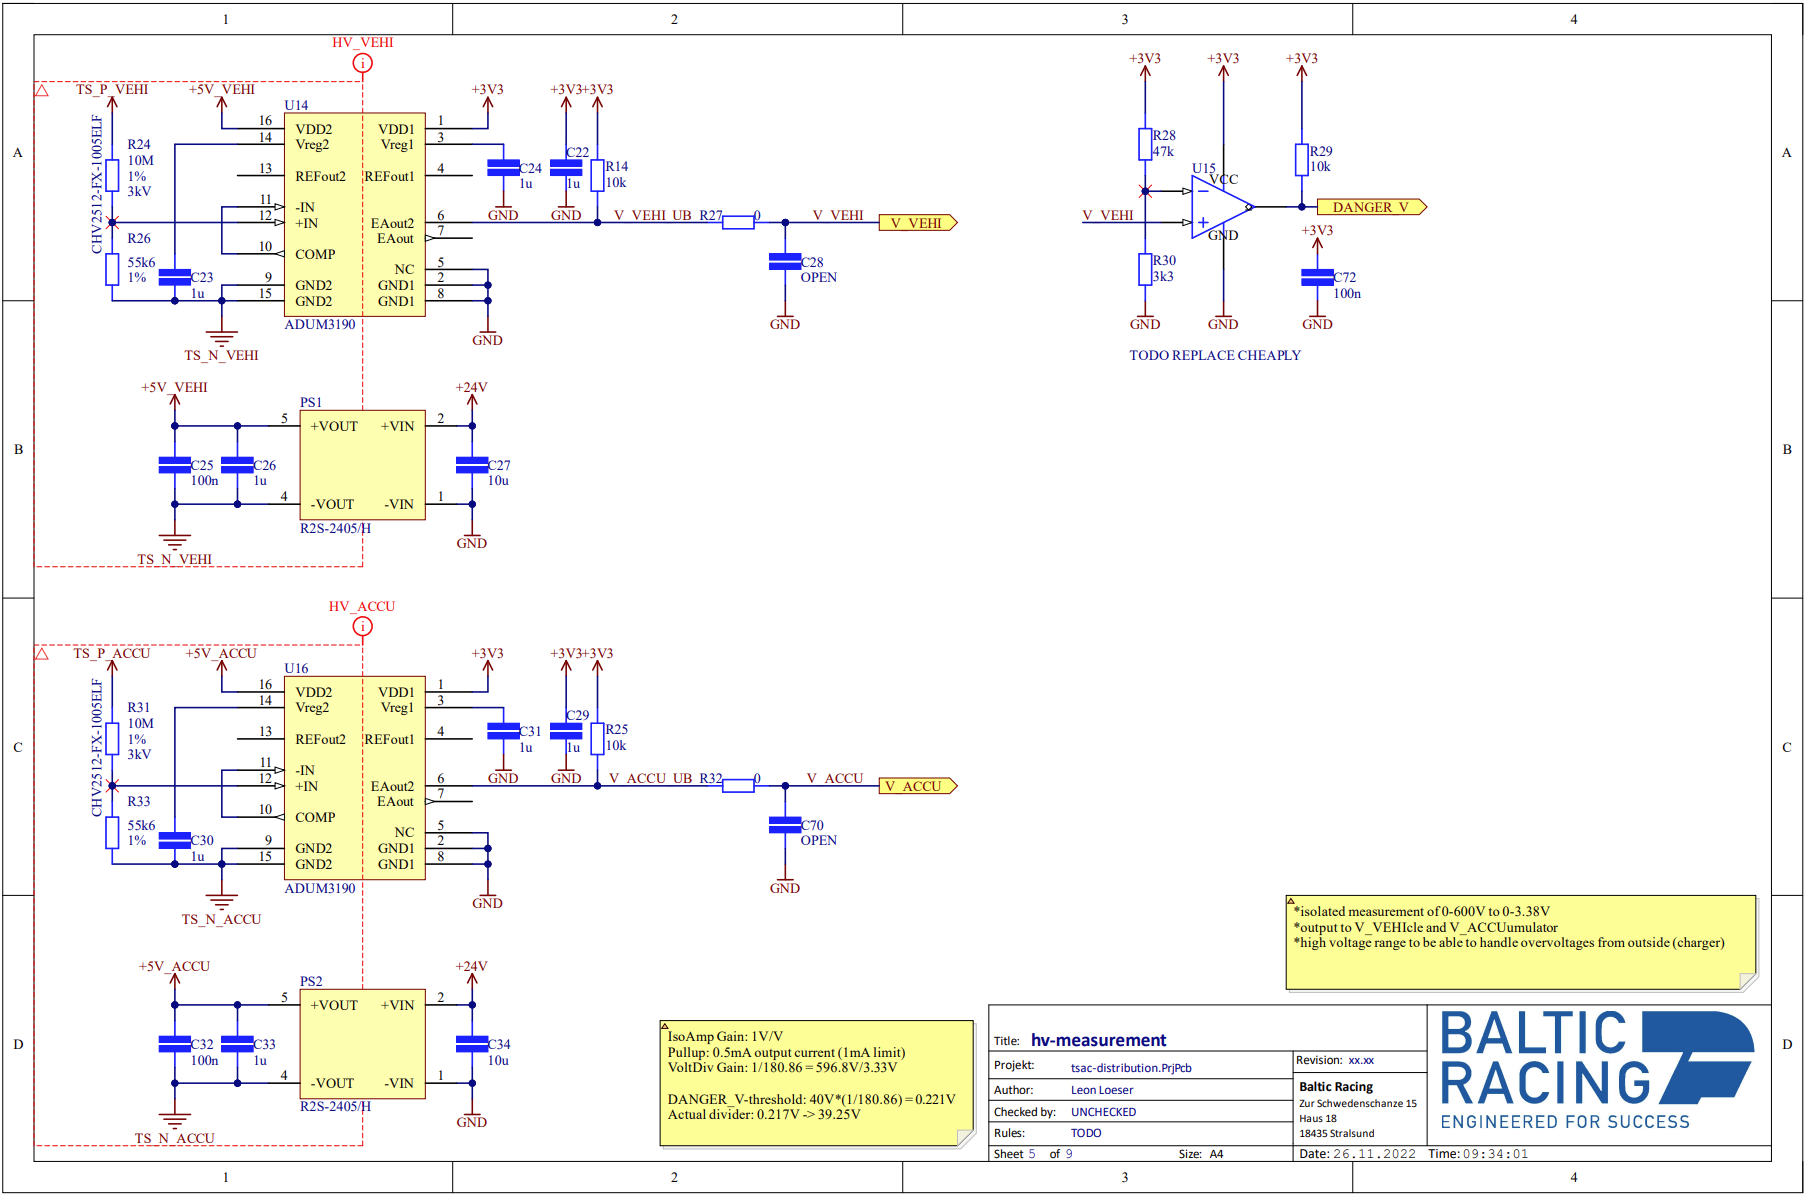 1
2
3
4
A
A
B
B
C
C
D
D
1
2
3
4
HV_VEHI
i
TS_P_VEHI
+5V_VEHI
CHV2512-FX-1005ELF
R24
10M
1%
3kV
R26
55k6
1%
C23
1u
U14
16
14
13
11
12
10
9
15
VDD2
Vreg2
REFout2
-IN
+IN
COMP
GND2
GND2
VDD1
Vreg1
REFout1
EAout2
EAout
NC
GND1
GND1
1
3
4
6
7
5
2
8
ADUM3190
TS_N_VEHI
+3V3
+3V3
+3V3
C24
1u
C22
1u
R14
10k
GND
GND
GND
V_VEHI_UB
R27
0
V_VEHI
V_VEHI
C28
OPEN
GND
+3V3
+3V3
+3V3
R28
47k
U15
VCC
GND
V_VEHI
R30
3k3
R29
10k
DANGER_V
+3V3
C72
100n
GND
GND
GND
TODO REPLACE CHEAPLY
+5V_VEHI
PS1
5
+VOUT
+VIN
2
+24V
C25
100n
C26
1u
C27
10u
4
-VOUT
-VIN
1
R2S-2405/H
TS_N_VEHI
GND
HV_ACCU
i
TS_P_ACCU
+5V_ACCU
CHV2512-FX-1005ELF
R31
10M
1%
3kV
R33
55k6
1%
C30
1u
U16
16
14
13
11
12
10
9
15
VDD2
Vreg2
REFout2
-IN
+IN
COMP
GND2
GND2
VDD1
Vreg1
REFout1
EAout2
EAout
NC
GND1
GND1
1
3
4
6
7
5
2
8
ADUM3190
TS_N_ACCU
+3V3
+3V3
+3V3
C31
1u
C29
1u
R25
10k
GND
GND
GND
V_ACCU_UB
R32
0
V_ACCU
V_ACCU
C70
OPEN
GND
+5V_ACCU
PS2
5
+VOUT
+VIN
2
+24V
C32
100n
C33
1u
C34
10u
4
-VOUT
-VIN
1
R2S-2405/H
TS_N_ACCU
GND
IsoAmp Gain: 1V/V
Pullup: 0.5mA output current (1mA limit)
VoltDiv Gain: 1/180.86 = 596.8V/3.33V
DANGER_V-threshold: 40V*(1/180.86) = 0.221V
Actual divider: 0.217V -> 39.25V
*isolated measurement of 0-600V to 0-3.38V
*output to V_VEHIcle and V_ACCUumulator
*high voltage range to be able to handle overvoltages from outside (charger)
Title: hv-measurement
Projekt: tsac-distribution.PrjPcb
Author: Leon Loeser
Checked by: UNCHECKED
Rules: TODO
Sheet 5 of 9 Size: A4
Revision: xx.xx
Baltic Racing
Zur Schwedenschanze 15
Haus 18
18435 Stralsund
Date: 26.11.2022 Time: 09:34:01
BALTIC
RACING
ENGINEERED FOR SUCCESS